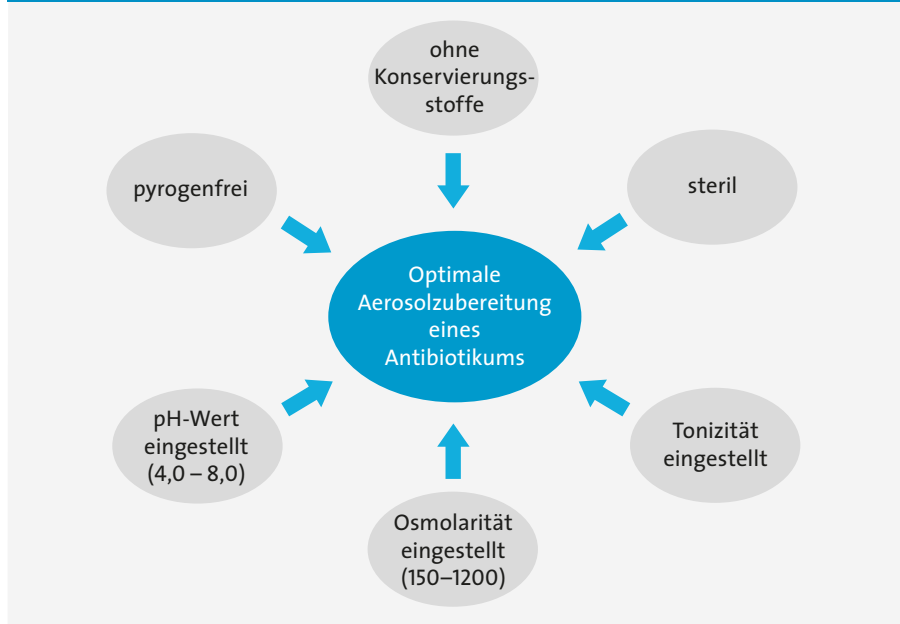 ohne
Konservierungs-
stoffe
pyrogenfrei
steril
Optimale
Aerosolzubereitung
eines
Antibiotikums
pH-Wert
eingestellt
(4,0 – 8,0)
Tonizität
eingestellt
Osmolarität
eingestellt
(150–1200)